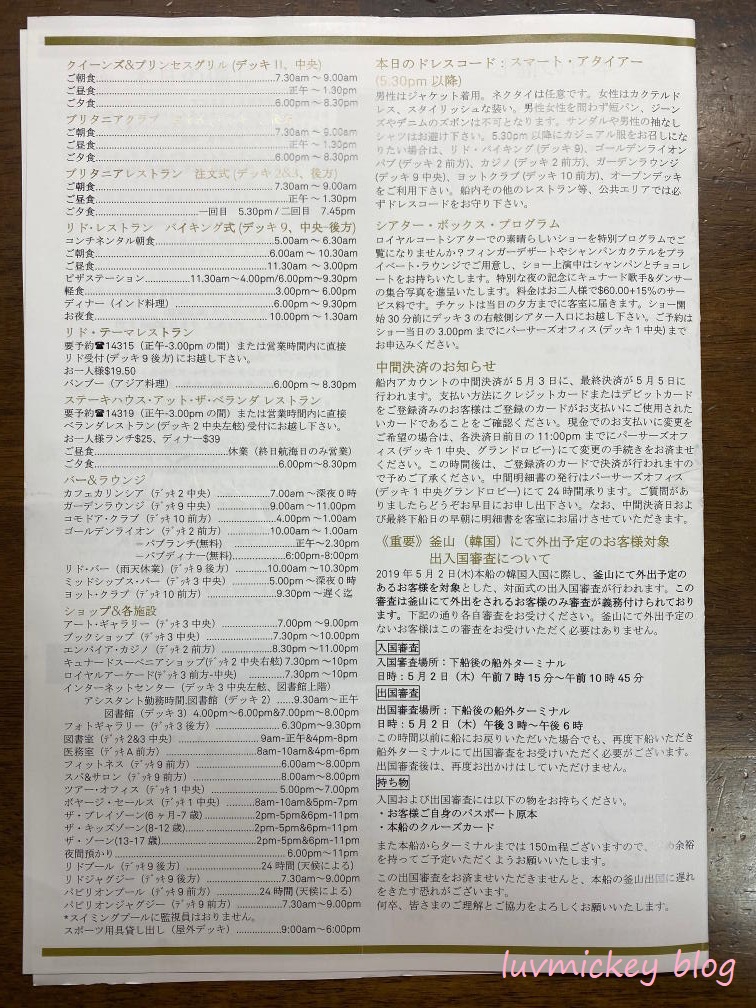 クイーンズ&プリンセスグリル (デッキ 11、中央)
ご朝食................................................7.30am ～ 9.00am
ご昼食................................................正午 ～ 1.30pm
ご夕食................................................6.00pm ～ 8.30pm
ブリタニアクラブ
ご朝食................................................7.30am ～ 9.00am
ご昼食................................................正午 ～ 1.30pm
ご夕食................................................6.00pm ～ 8.30pm
ブリタニアレストラン 注文式 (デッキ 2&3、後方)
ご朝食................................................7.30am ～ 9.00am
ご昼食................................................正午 ～ 1.30pm
ご夕食..............................一回目 5.30pm / 二回目 7.45pm
リド・レストラン バイキング式 (デッキ 9、中央-後方)
コンチネンタル朝食................................5.00am ～ 6.30am
ご朝食................................................6.00am ～ 10.30am
ご昼食................................................11.30am ～ 3.00pm
ピザステーション............11.30am～4.00pm/6.00pm～9.30pm
軽食................................................3.00pm ～ 6.00pm
ディナー（インド料理）............................6.00pm ～ 9.30pm
お夜食................................................10.00pm ～ 1.30am
リド・テーマレストラン
要予約☎14315（正午-3.00pm の間）または営業時間内に直接
リド受付 (デッキ 9 後方) にお越し下さい。
お一人様$19.50
バンブー（アジア料理）............................6.00pm ～ 8.30pm
ステーキハウス・アット・ザ・ベランダ レストラン
要予約☎14319（正午-3.00pm の間）または営業時間内に直接
ベランダレストラン (デッキ 2 中央左舷) 受付にお越し下さい。
お一人様ランチ$25、ディナー$39
ご昼食................................休業（終日航海日のみ営業）
ご夕食................................................6.00pm～8.30pm
バー&ラウンジ
カフェカリンシア（ﾃﾞｯｷ 2 中央）................7.00am ～深夜 0 時
ガーデンラウンジ（ﾃﾞｯｷ 9 中央）................9.00am ～ 11.00pm
コモドア・クラブ（ﾃﾞｯｷ 10 前方）................4.00pm ～ 1.00am
ゴールデンライオン（ﾃﾞｯｷ 2 前方）............10.00am ～ 1.00am
－パブランチ(無料)............................正午～2.30pm
－パブディナー(無料)............................6:00pm-8:00pm
リド・バー（雨天休業）（ﾃﾞｯｷ 9 後方）............10.00am ～ 10.30pm
ミッドシップス・バー（ﾃﾞｯｷ 3 中央）............5.00pm ～深夜 0 時
ヨット・クラブ（ﾃﾞｯｷ 10 後方）....................9.30pm ～遅く迄
ショップ&各施設
アート・ギャラリー（ﾃﾞｯｷ 3 中央）................7.00pm ～ 9.00pm
ブックショップ（ﾃﾞｯｷ 3 中央）....................7.30pm ～ 10.00pm
エンパイア・カジノ（ﾃﾞｯｷ 2 前方）............8.30pm ～ 11.00pm
キュナードスーベニアショップ(ﾃﾞｯｷ 2 中央右舷) 7.30pm ～10pm
ロイヤルアーケード(ﾃﾞｯｷ3 前方-中央)............7.30pm ～ 10pm
インターネットセンター（デッキ 3 中央左舷、図書館上階）
アシスタント勤務時間.図書館（デッキ 2）......9.30am～正午
図書館（デッキ 3）4.00pm～6.00pm&7.00pm～8.00pm
フォトギャラリー（ﾃﾞｯｷ 3 後方）....................6.30pm～9.30pm
図書室（ﾃﾞｯｷ 2&3 中央）....................9am-正午&4pm-8pm
医務室（ﾃﾞｯｷ A 前方）....................8am-10am&4pm-6pm
フィットネス（ﾃﾞｯｷ 9 前方）....................6.00am～8.00pm
スパ&サロン（ﾃﾞｯｷ 9 前方）....................8.00am～8.00pm
ツアー・オフィス（ﾃﾞｯｷ 1 中央）................5.00pm～7.00pm
ボヤージ・セールス（ﾃﾞｯｷ 1 中央）..........8am-10am&5pm-7pm
ザ・プレイゾーン(6ヶ月-7 歳)................2pm-5pm&6pm-11pm
ザ・キッズゾーン(8-12 歳)....................2pm-5pm&6pm-11pm
ザ・ゾーン(13-17 歳)............................2pm-5pm&6pm-11pm
夜間預かり............................................6.00pm～11pm
リドプール（ﾃﾞｯｷ 9 後方）....................24 時間 (天候による)
リドジャグジー（ﾃﾞｯｷ 9 後方）....................7.30am～9.00pm
パビリオンプール（ﾃﾞｯｷ 9 前方）............24 時間 (天候による)
パビリオンジャグジー（ﾃﾞｯｷ 9 前方）............7.30am～9.00pm
*スイミングプールに監視員はおりません。
スポーツ用具貸し出し（屋外デッキ）............9:00am～6:00pm
本日のドレスコード：スマート・アタイアー
(5.30pm 以降)
男性はジャケット着用。ネクタイは任意です。女性はカクテルド
レス、スタイリッシュな装い。男性女性を問わず短パン、ジーン
ズやデニムのズボンは不可となります。サンダルや男性の袖なし
シャツはお避け下さい。5.30pm 以降にカジュアル服をお召しにな
りたい場合は、リド・バイキング (デッキ 9)、ゴールデンライオン
パブ (デッキ 2 前方)、カジノ (デッキ 2 前方)、ガーデンラウンジ
(デッキ 9 中央)、ヨットクラブ (デッキ 10 前方)、オープンデッキ
をご利用下さい。船内その他のレストラン等、公共エリアでは必
ずドレスコードをお守り下さい。
シアター・ボックス・プログラム
ロイヤルコートシアターでの素晴らしいショーを特別プログラムでご
覧になりませんか？フィンガーデザートやシャンパンカクテルをプラ
イベート・ラウンジでご用意し、ショー上演中はシャンパンとチョコレ
ートをお持ちいたします。特別な夜の記念にキュナード歌手&ダンサー
の集合写真を進呈いたします。料金はお二人様で$60.00+15%のサー
ビス料です。チケットは当日の夕方までに客室に届きます。ショー開
始 30 分前にデッキ 3 の右舷側シアター入口にお越し下さい。ご予約は
ショー当日の 3.00pm までにパーサーズオフィス (デッキ 1 中央) まで
お申込みください。
中間決済のお知らせ
船内アカウントの中間決済が 5 月 3 日に、最終決済が 5 月 5 日に
行われます。支払い方法にクレジットカードまたはデビットカード
をご登録済みのお客様はご登録のカードがお支払いにご使用された
いカードであることをご確認ください。現金でのお支払いに変更を
ご希望の場合は、各決済日前日の 11:00pm までにパーサーズオフ
ィス (デッキ 1 中央、グランドロビー) にて変更の手続きをお済ませ
ください。この時間後は、ご登録済のカードで決済が行われますの
で予めご了承ください。中間明細書の発行はパーサーズオフィス
(デッキ 1 中央グランドロビー) にて 24 時間承ります。ご質問があ
りましたらどうぞお早目にお申し出下さい。なお、中間決済日およ
び最終下船日の早朝に明細書を客室にお届けさせていただきます。
《重要》釜山（韓国）にて外出予定のお客様対象
出入国審査について
2019 年 5 月 2 日(木)本船の韓国入国に際し、釜山にて外出予定の
あるお客様を対象とした、対面式の出入国審査が行われます。この
審査は釜山にて外出をされるお客様のみ審査が義務付けられており
ます。下記の通り各自審査をお受けください。釜山にて外出予定の
ないお客様はこの審査をお受けいただく必要はありません。
入国審査
入国審査場所：下船後の船外ターミナル
日時：5 月 2 日（木）午前 7 時 15 分～午前 10 時 45 分
出国審査
出国審査場所：下船後の船外ターミナル
日時：5 月 2 日（木）午後 3 時～午後 6 時
この時間以前に船にお戻りいただいた場合でも、再度下船いただき
船外ターミナルにて出国審査をお受けいただく必要がございます。
出国審査後は、再度お出かけはしていただけません。
持ち物
入国および出国審査には以下の物をお持ちください。
・お客様ご自身のパスポート原本
・本船のクルーズカード
また本船からターミナルまでは 150m程ございますので、 め余裕
を持ってご予定いただくようお願いいたします。
この出国審査をお済ませいただきませんと、本船の釜山出国に遅れ
をきたす恐れがございます。
何卒、皆さまのご理解とご協力をよろしくお願いいたします。
luvmickey blog